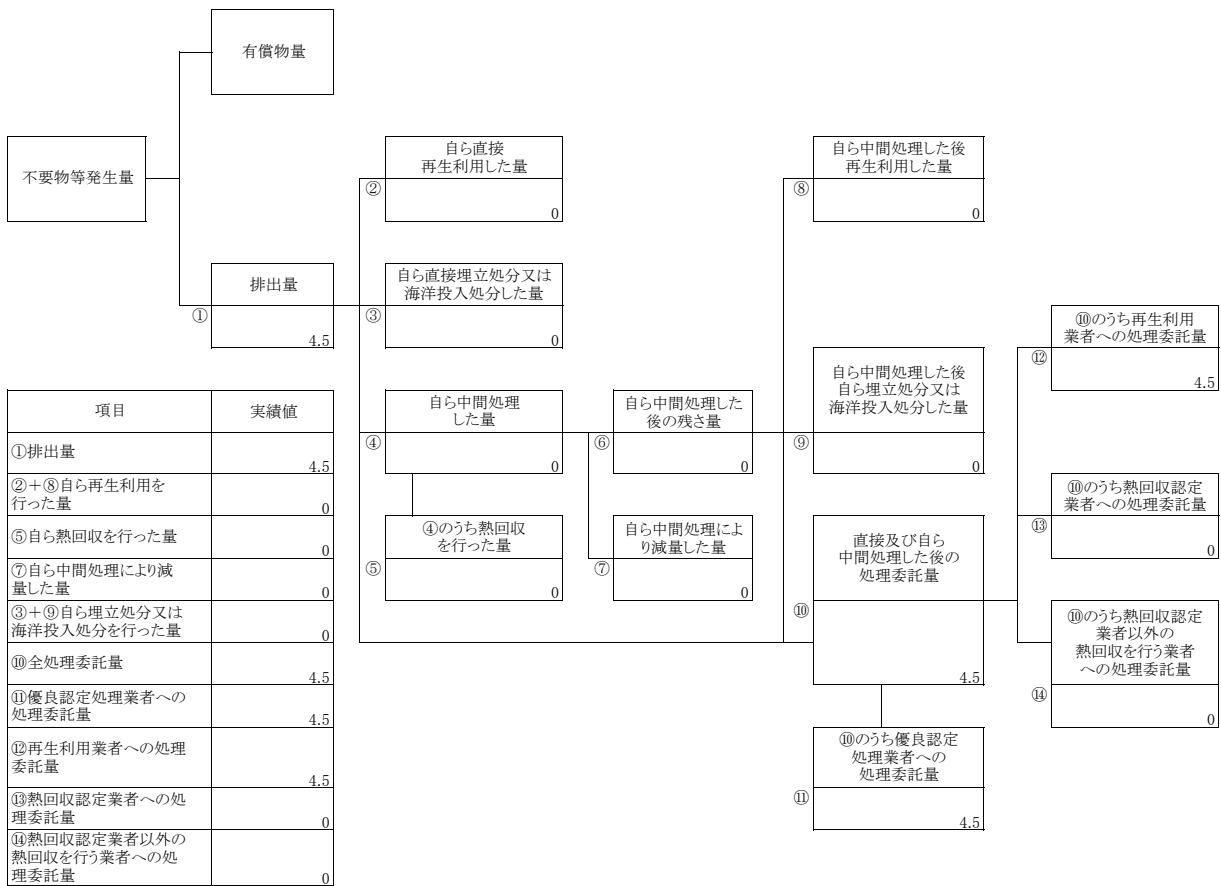 有償物量
不要物等発生量
排出量
①
4.5
自ら直接
再生利用した量
②
0
自ら直接埋立処分又は
海洋投入処分した量
③
0
自ら中間処理
した量
④
0
④のうち熱回収
を行った量
⑤
0
自ら中間処理した
後の残さ量
⑥
0
自ら中間処理によ
り減量した量
⑦
0
自ら中間処理した後
再生利用した量
⑧
0
自ら中間処理した後
自ら埋立処分又は
海洋投入処分した量
⑨
0
直接及び自ら
中間処理した後の
処理委託量
⑩
4.5
⑩のうち優良認定
処理業者への
処理委託量
⑪
4.5
⑩のうち再生利用
業者への処理委託量
⑫
4.5
⑩のうち熱回収認定
業者への処理委託量
⑬
0
⑩のうち熱回収認定
業者以外の
熱回収を行う業者
への処理委託量
⑭
0
項目 実績値
①排出量
4.5
②+⑧自ら再生利用を
行った量
0
⑤自ら熱回収を行った量
0
⑦自ら中間処理により減
量した量
0
③+⑨自ら埋立処分又は
海洋投入処分を行った量
0
⑩全処理委託量
4.5
⑪優良認定処理業者への
処理委託量
4.5
⑫再生利用業者への処理
委託量
4.5
⑬熱回収認定業者への処
理委託量
0
⑭熱回収認定業者以外の
熱回収を行う業者への処
理委託量
0